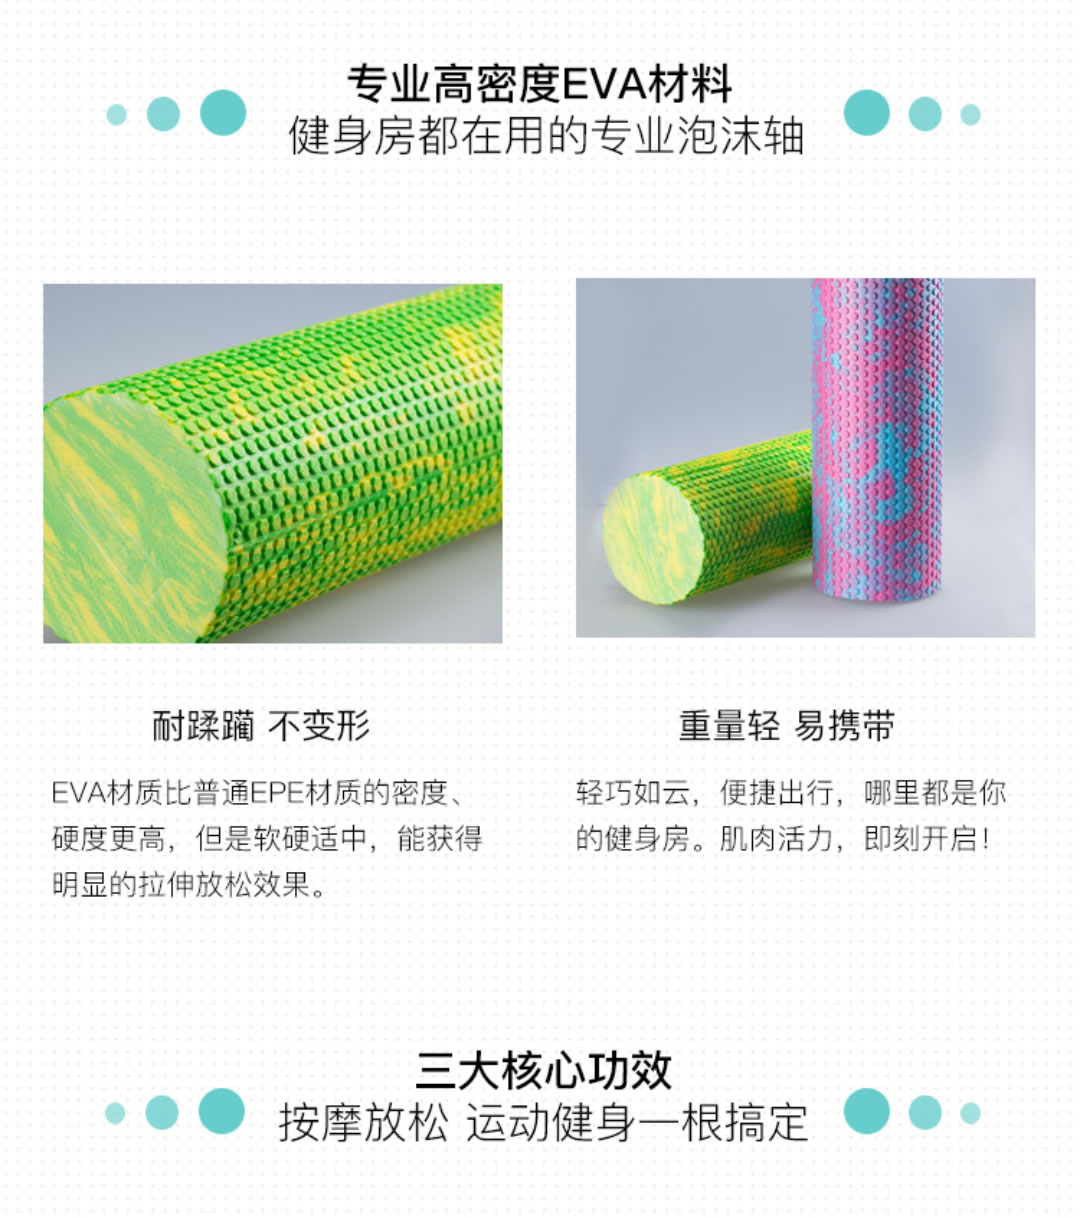 专业高密度EVA材料
健身房都在用的专业泡沫轴
耐蹂躏 不变形
EVA材质比普通EPE材质的密度、
硬度更高，但是软硬适中，能获得
明显的拉伸放松效果。
重量轻 易携带
轻巧如云，便捷出行，哪里都是你
的健身房。肌肉活力，即刻开启！
三大核心功效
按摩放松 运动健身一根搞定